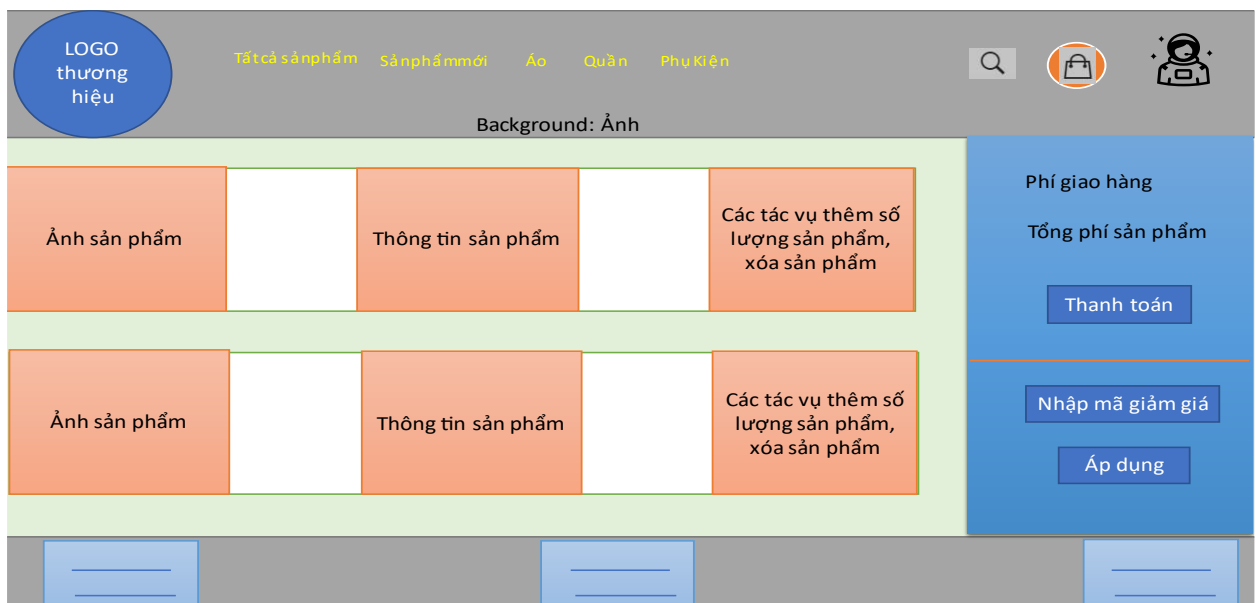 LOGO
thương
hiệu
Tất cả sản phẩm Sản phẩm mới Áo Quần Phụ Kiện
Background: Ảnh
Ảnh sản phẩm
Thông tin sản phẩm
Các tác vụ thêm số
lượng sản phẩm,
xóa sản phẩm
Phí giao hàng
Tổng phí sản phẩm
Thanh toán
Ảnh sản phẩm
Thông tin sản phẩm
Các tác vụ thêm số
lượng sản phẩm,
xóa sản phẩm
Nhập mã giảm giá
Áp dụng